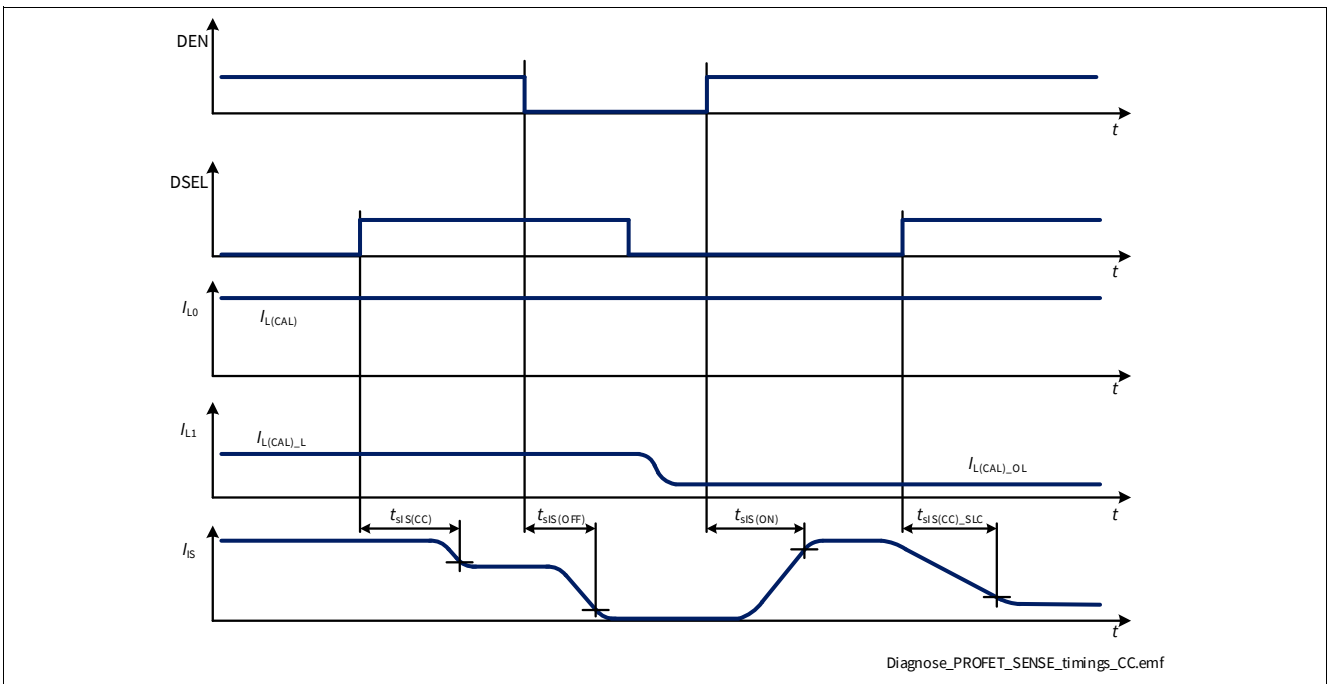 DEN
t
DSEL
t
IL0
IL(CAL)
t
IL1
IL(CAL)_L
IL(CAL)_OL
t
tsIS(CC)
tsIS(OFF)
tsIS(ON)
tsIS(CC)_SLC
IIS
t
Diagnose_PROFET_SENSE_timings_CC.emf